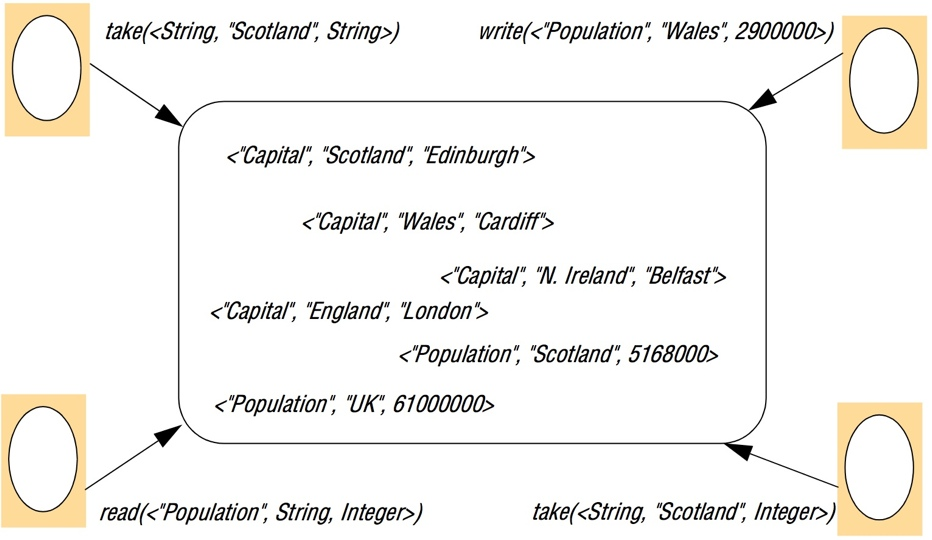 take(<String, "Scotland", String>)
write(<"Population", "Wales", 2900000>)
<"Capital", "Scotland", "Edinburgh">
<"Capital", "Wales", "Cardiff">
<"Capital", "N. Ireland", "Belfast">
<"Capital", "England", "London">
<"Population", "Scotland", 5168000>
<"Population", "UK", 61000000>
read(<"Population", String, Integer>)
take(<String, "Scotland", Integer>)